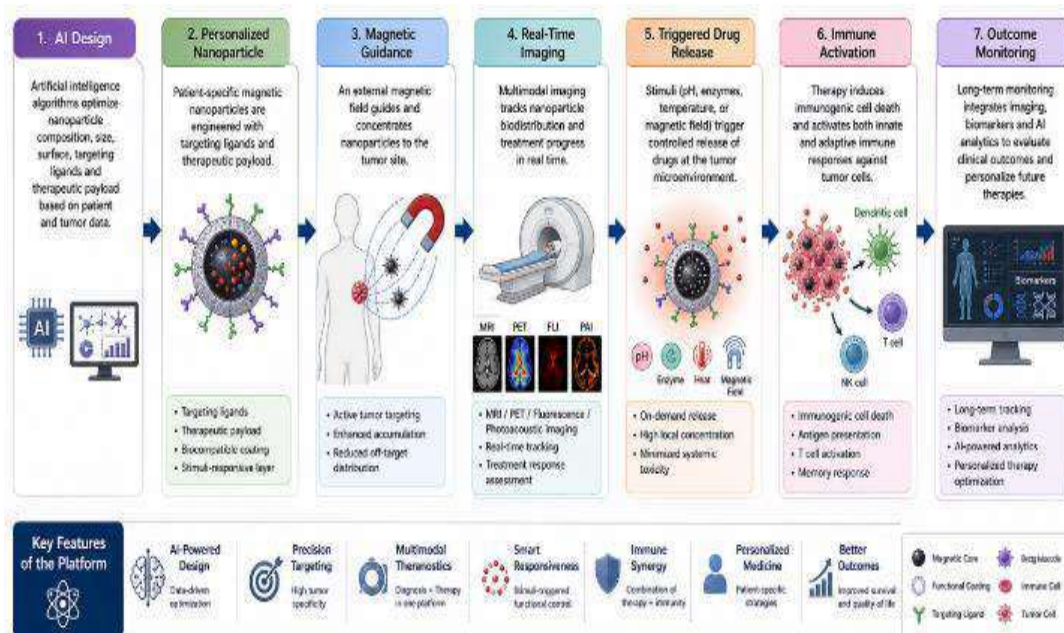 1. AI Design
Artificial intelligence
algorithms optimize
nanoparticle
composition, size,
surface, targeting
ligands and
therapeutic payload
based on patient
and tumor data.
AI
2. Personalized
Nanoparticle
Patient-specific magnetic
nanoparticles are
engineered with
targeting ligands and
therapeutic payload.
• Targeting ligands
• Therapeutic payload
• Biocompatible coating
• Stimuli-responsive layer
3. Magnetic
Guidance
An external magnetic
field guides and
concentrates
nanoparticles to the
tumor site.
• Active tumor targeting
• Enhanced accumulation
• Reduced off-target
distribution
4. Real-Time
Imaging
Multimodal imaging
tracks nanoparticle
biodistribution and
treatment progress
in real time.
MRI PET FLI PAI
• MRI / PET / Fluorescence /
Photoacoustic imaging
• Real-time tracking
• Treatment response
assessment
5. Triggered Drug
Release
Stimuli (pH, enzymes,
temperature, or
magnetic field) trigger
controlled release of
drugs at the tumor
microenvironment.
pH
Enzyme
Heat
Magnetic
Field
• On-demand release
• High local concentration
• Minimized systemic
toxicity
6. Immune
Activation
Therapy induces
immunogenic cell death
and activates both innate
and adaptive immune
responses against
tumor cells.
Dendritic cell
T cell
NK cell
• Immunogenic cell death
• Antigen presentation
• T cell activation
• Memory response
7. Outcome
Monitoring
Long-term monitoring
integrates imaging,
biomarkers and AI
analytics to evaluate
clinical outcomes and
personalize future
therapies.
Biomarkers
• Long-term tracking
• Biomarker analysis
• AI-powered analytics
• Personalized therapy
optimization
Key Features
of the Platform
AI-Powered
Design
Data-driven
optimization
Precision
Targeting
High tumor
specificity
Multimodal
Theranostics
Diagnosis + Therapy
in one platform
Smart
Responsiveness
Stimuli-triggered
functional control
Immune
Synergy
Combination of
therapy + immunity
Personalized
Medicine
Patient-specific
strategies
Better
Outcomes
Improved survival
and quality of life
Magnetic Core
Functional Coating
Targeting Ligand
Immune Cell
Tumor Cell